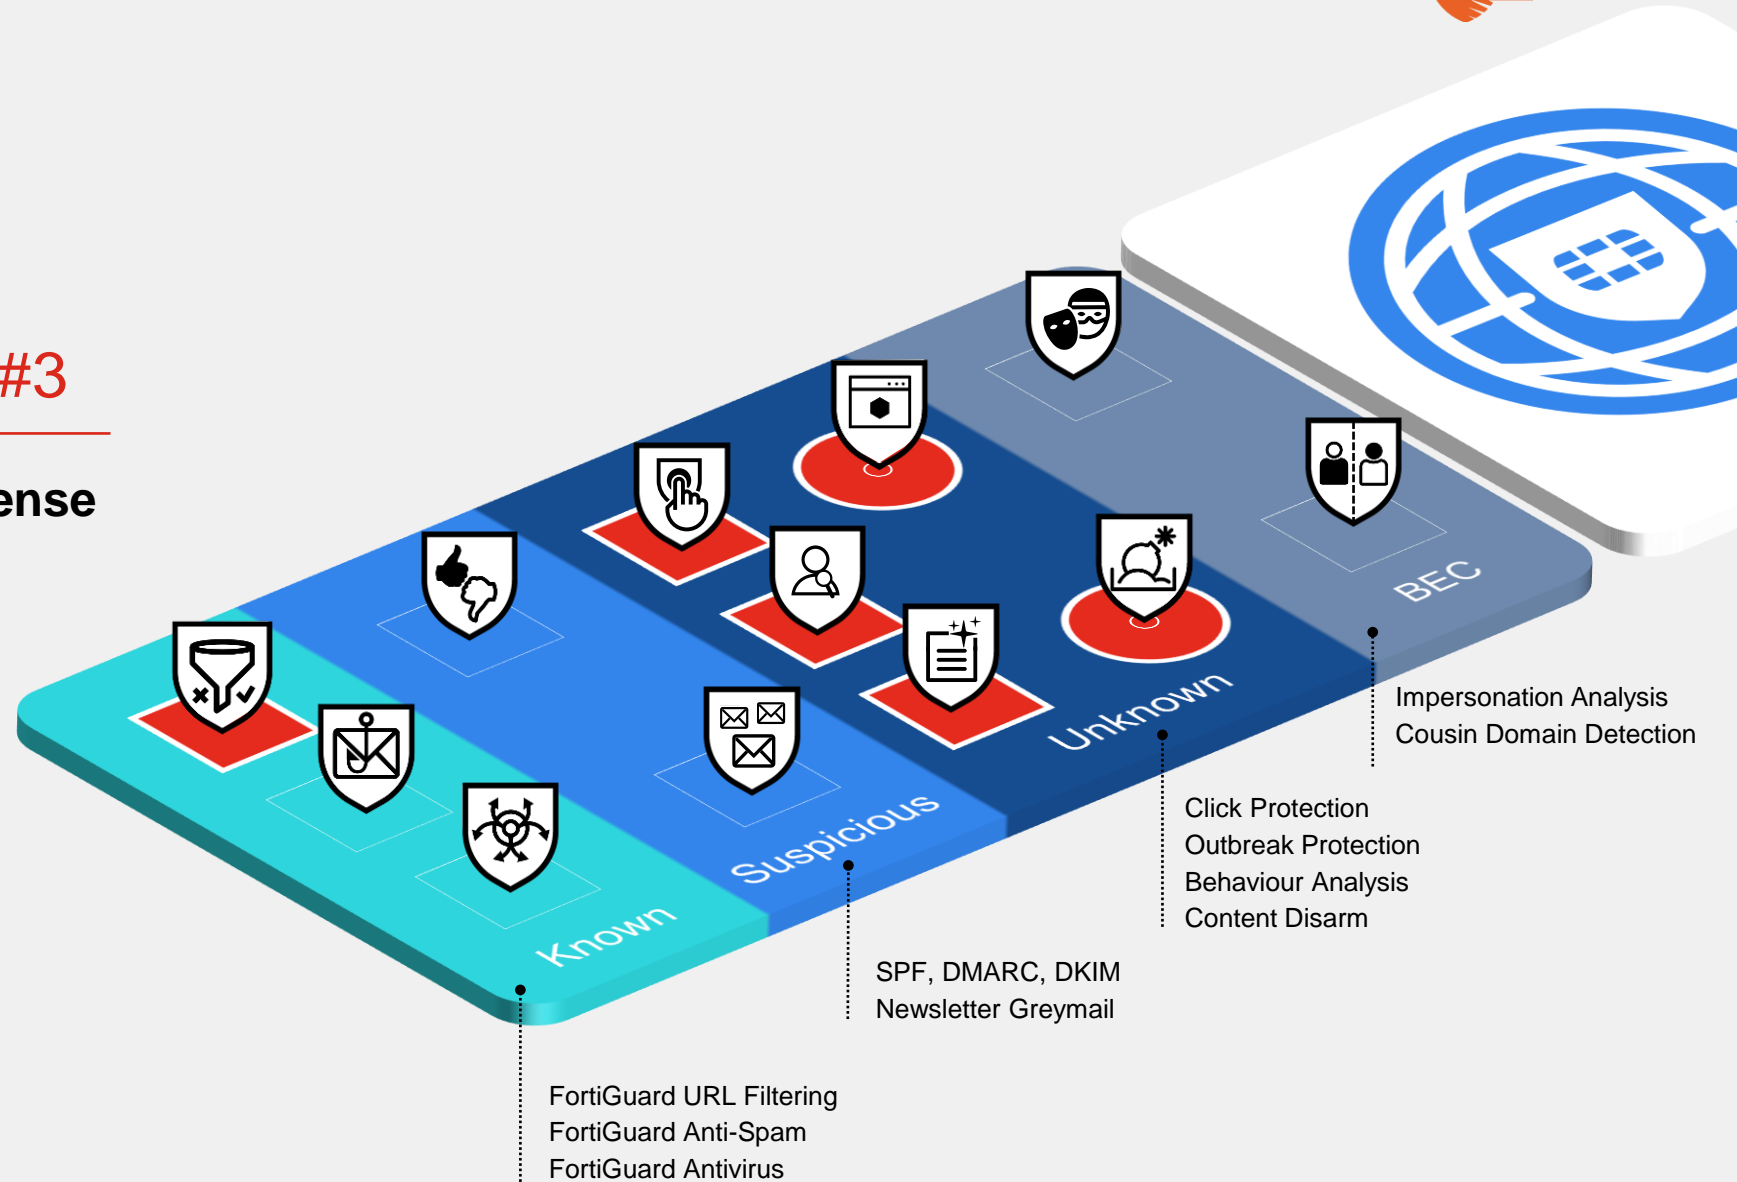 #3
ense
BEC
Unknown
Suspicious
Known
Impersonation Analysis
Cousin Domain Detection
Click Protection
Outbreak Protection
Behaviour Analysis
Content Disarm
SPF, DMARC, DKIM
Newsletter Greymail
FortiGuard URL Filtering
FortiGuard Anti-Spam
FortiGuard Antivirus